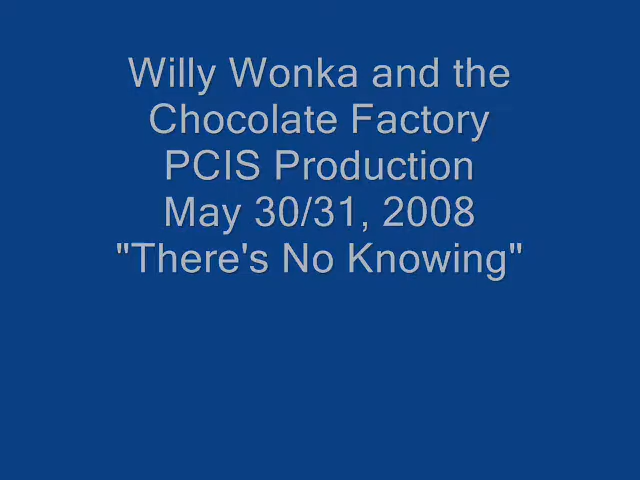 Willy Wonka and the
Chocolate Factory
PCIS Production
May 30/31, 2008
"There's No Knowing"